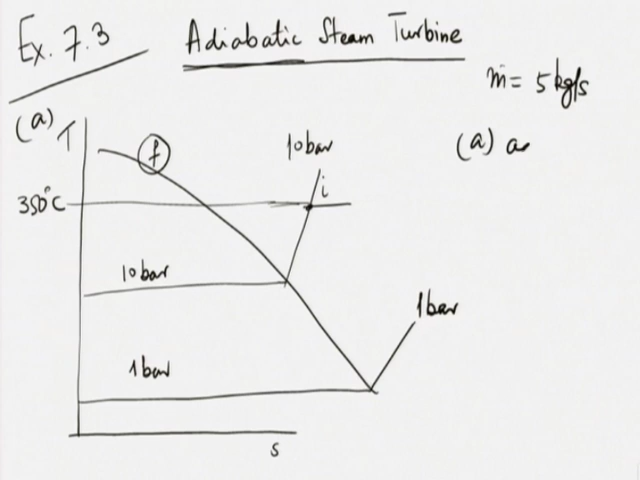 Ex. 7.3
Adiabatic Steam Turbine
ṁ = 5 kg/s
(a)
T
f
10 bar
i
(a) a
350°C
10 bar
1 bar
1 bar
s